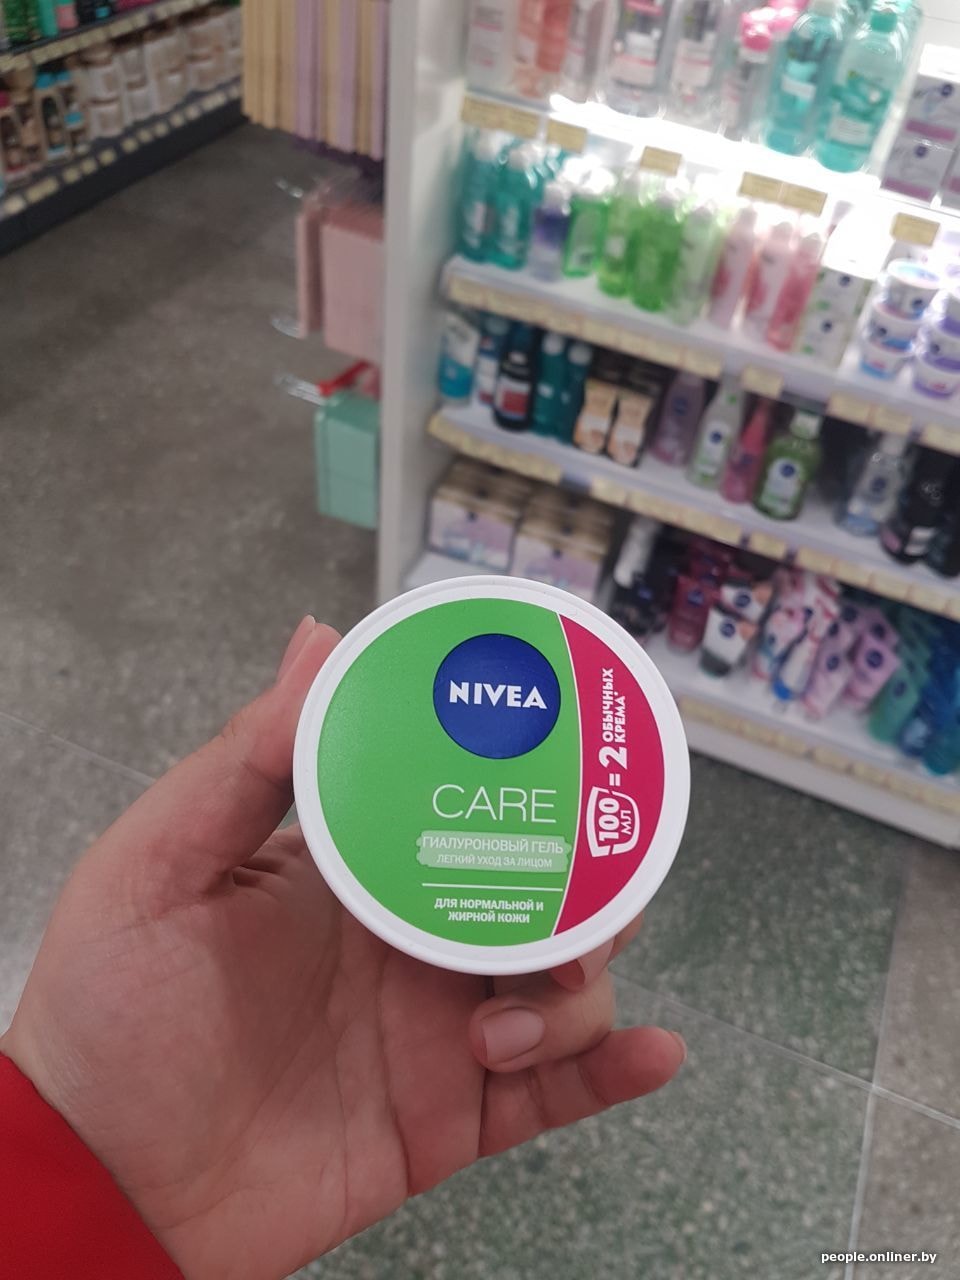 NIVEA
CARE
ГИАЛУРОНОВЫЙ ГЕЛЬ
ЛЕГКИЙ УХОД ЗА ЛИЦОМ
ДЛЯ НОРМАЛЬНОЙ И
ЖИРНОЙ КОЖИ
100 МЛ = 2 ОБЫЧНЫХ
КРЕМА*
people.onliner.by